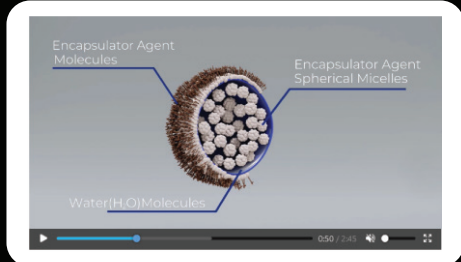 Encapsulator Agent
Molecules
Encapsulator Agent
Spherical Micelles
Water(H₂O)Molecules
0:50 / 2:45